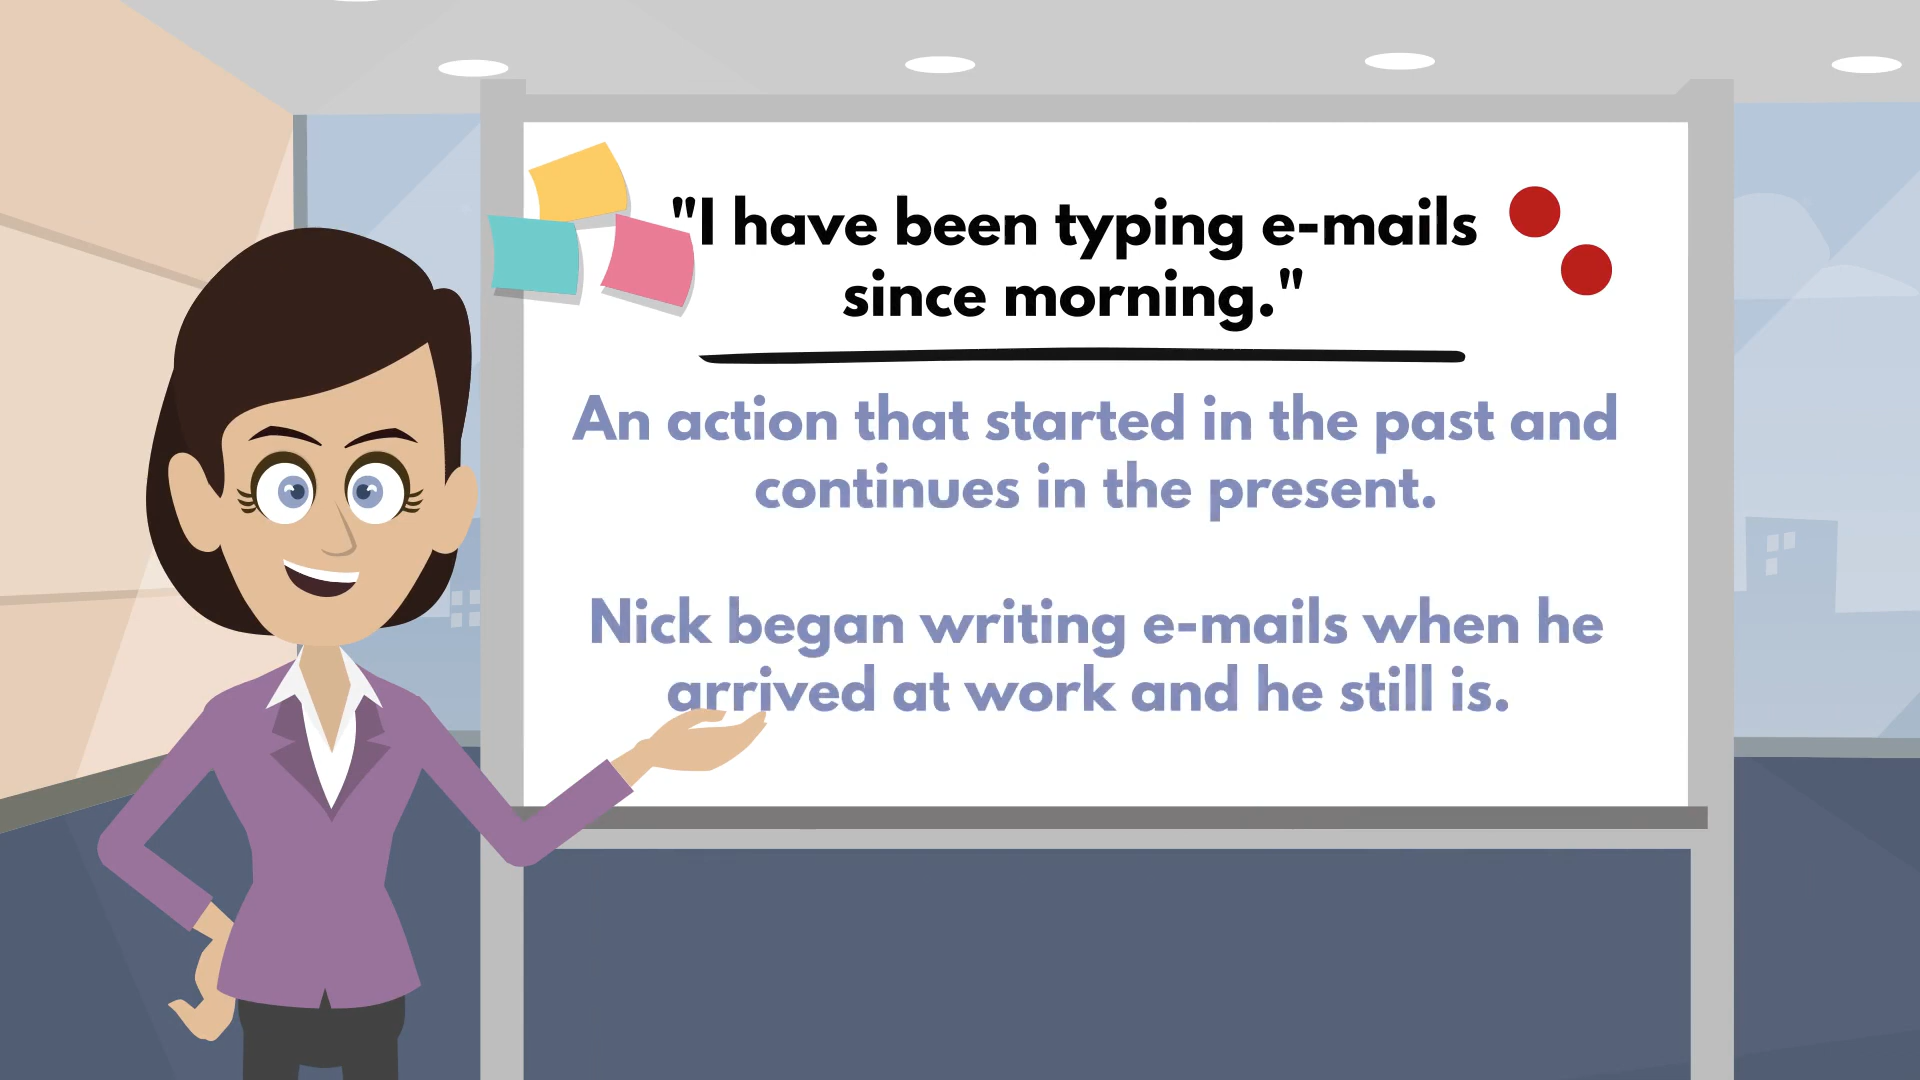 "I have been typing e-mails
since morning."
An action that started in the past and
continues in the present.
Nick began writing e-mails when he
arrived at work and he still is.